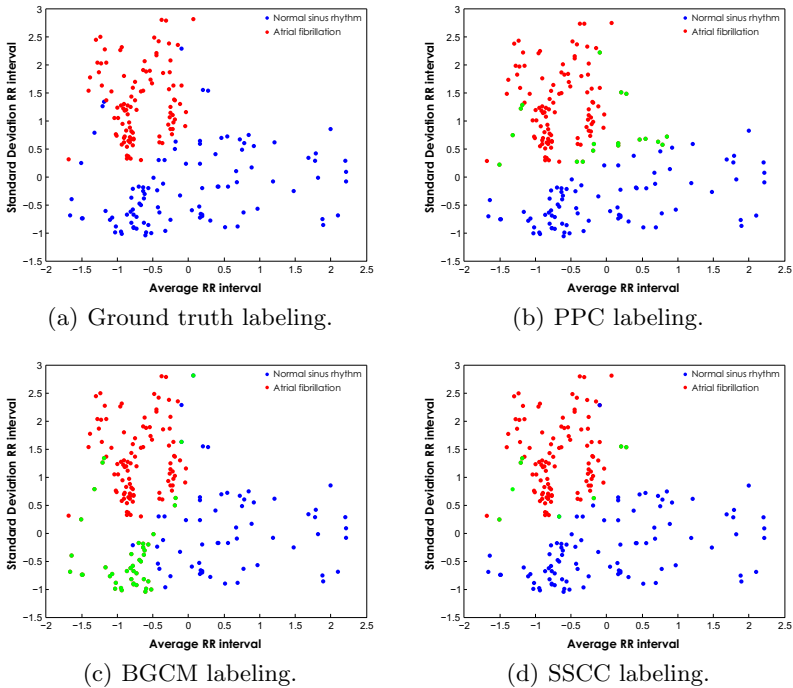 3
2.5
2
1.5
1
0.5
0
−0.5
−1
−1.5
−2 −1.5 −1 −0.5 0 0.5 1 1.5 2 2.5
Standard Deviation RR interval
Average RR interval
Normal sinus rhythm
Atrial fibrillation
(a) Ground truth labeling.
3
2.5
2
1.5
1
0.5
0
−0.5
−1
−1.5
−2 −1.5 −1 −0.5 0 0.5 1 1.5 2 2.5
Standard Deviation RR interval
Average RR interval
Normal sinus rhythm
Atrial fibrillation
(b) PPC labeling.
3
2.5
2
1.5
1
0.5
0
−0.5
−1
−1.5
−2 −1.5 −1 −0.5 0 0.5 1 1.5 2 2.5
Standard Deviation RR interval
Average RR interval
Normal sinus rhythm
Atrial fibrillation
(c) BGCM labeling.
3
2.5
2
1.5
1
0.5
0
−0.5
−1
−1.5
−2 −1.5 −1 −0.5 0 0.5 1 1.5 2 2.5
Standard Deviation RR interval
Average RR interval
Normal sinus rhythm
Atrial fibrillation
(d) SSCC labeling.